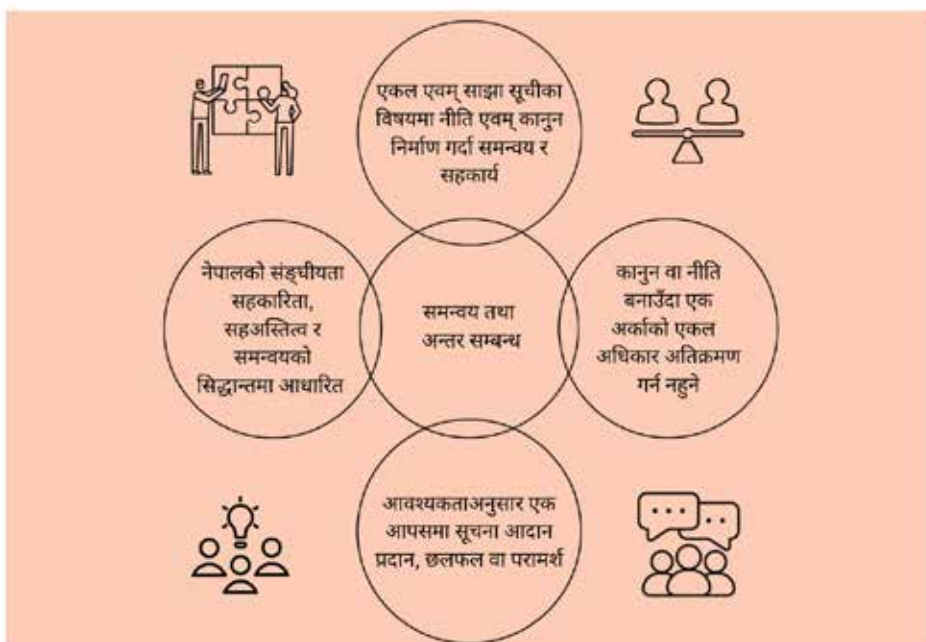 एकल एवम् साझा सूचीका
विषयमा नीति एवम् कानुन
निर्माण गर्दा समन्वय र
सहकार्य
नेपालको संङ्घीयता
सहकारिता,
सहअस्तित्व र
समन्वयको
सिद्धान्तमा आधारित
समन्वय तथा
अन्तर सम्बन्ध
कानुन वा नीति
बनाउँदा एक
अर्काको एकल
अधिकार अतिक्रमण
गर्न नहुने
आवश्यकताअनुसार एक
आपसमा सूचना आदान
प्रदान, छलफल वा परामर्श